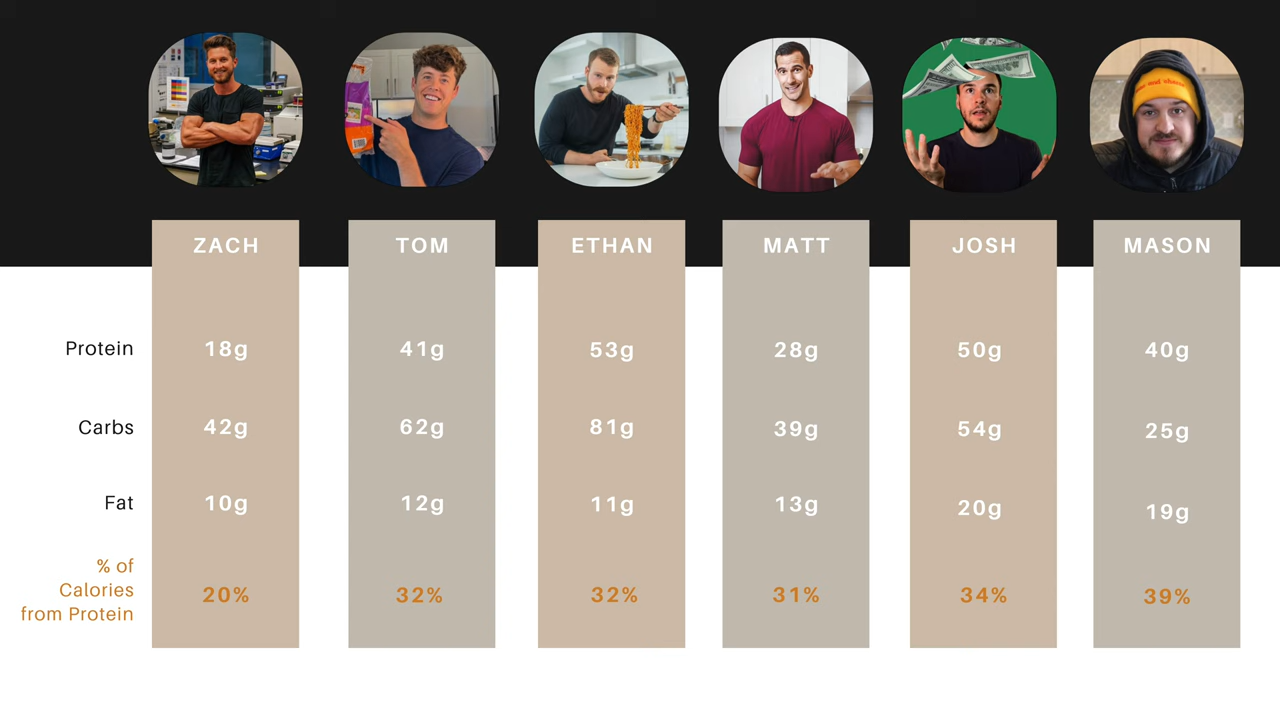 ZACH TOM ETHAN MATT JOSH MASON
Protein 18g 41g 53g 28g 50g 40g
Carbs 42g 62g 81g 39g 54g 25g
Fat 10g 12g 11g 13g 20g 19g
% of
Calories
from Protein
20% 32% 32% 31% 34% 39%